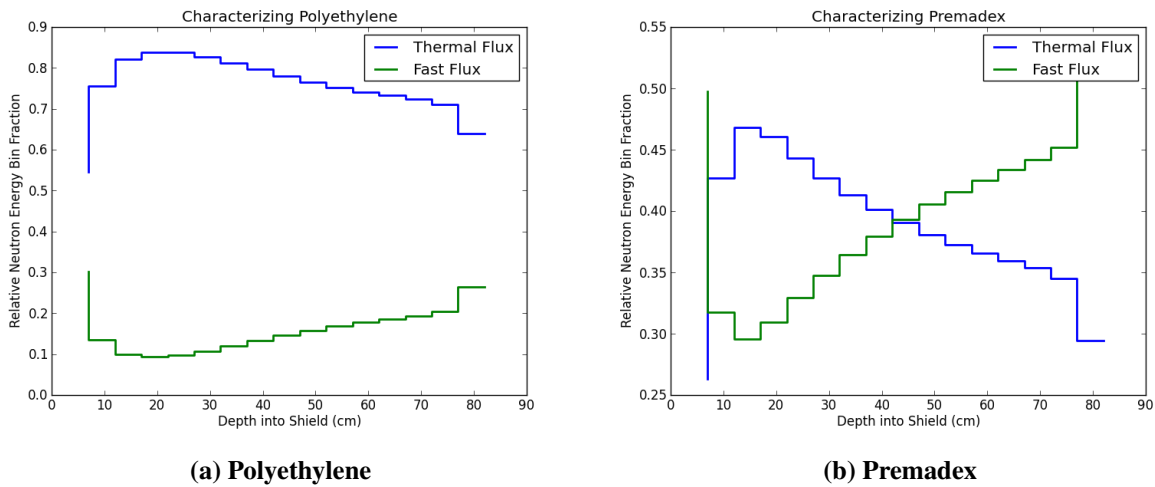 Characterizing Polyethylene
Relative Neutron Energy Bin Fraction
0.9
0.8
0.7
0.6
0.5
0.4
0.3
0.2
0.1
0.0
Thermal Flux
Fast Flux
0 10 20 30 40 50 60 70 80 90
Depth into Shield (cm)
(a) Polyethylene
Characterizing Premadex
Relative Neutron Energy Bin Fraction
0.55
0.50
0.45
0.40
0.35
0.30
0.25
Thermal Flux
Fast Flux
0 10 20 30 40 50 60 70 80 90
Depth into Shield (cm)
(b) Premadex